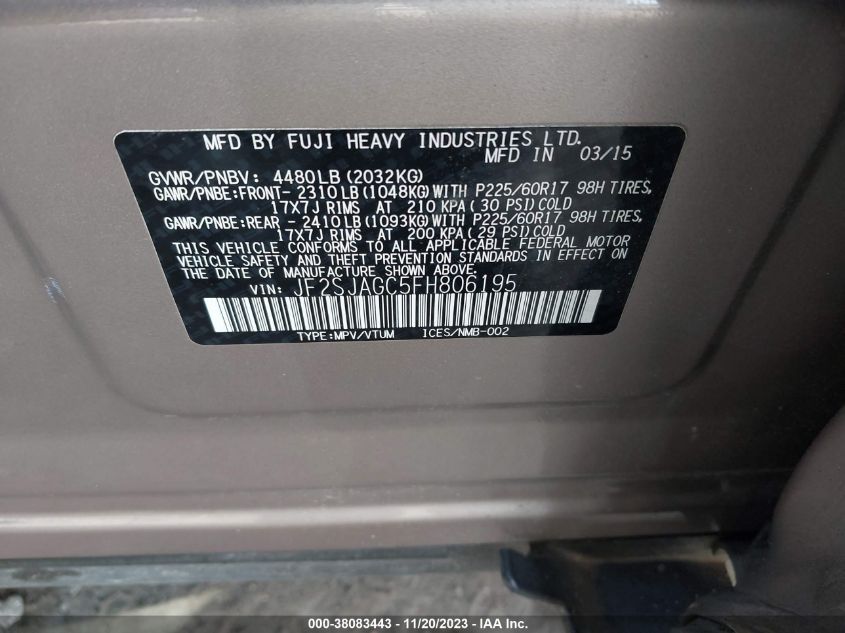 MFD BY FUJI HEAVY INDUSTRIES LTD.
MFD IN 03/15
GVWR/PNBV: 4480LB(2032KG)
GAWR/PNBE:FRONT- 2310LB(1048KG)WITH P225/60R17 98H TIRES,
17X7J RIMS AT 210 KPA(30 PSI)COLD
GAWR/PNBE:REAR - 2410LB(1093KG)WITH P225/60R17 98H TIRES,
17X7J RIMS AT 200 KPA(29 PSI)COLD
THIS VEHICLE CONFORMS TO ALL APPLICABLE FEDERAL MOTOR
VEHICLE SAFETY AND THEFT PREVENTION STANDARDS IN EFFECT ON
THE DATE OF MANUFACTURE SHOWN ABOVE.
VIN: JF2SJAGC5FH806195
TYPE:MPV/VTUM ICES/NMB-002
000-38083443 - 11/20/2023 - IAA Inc.